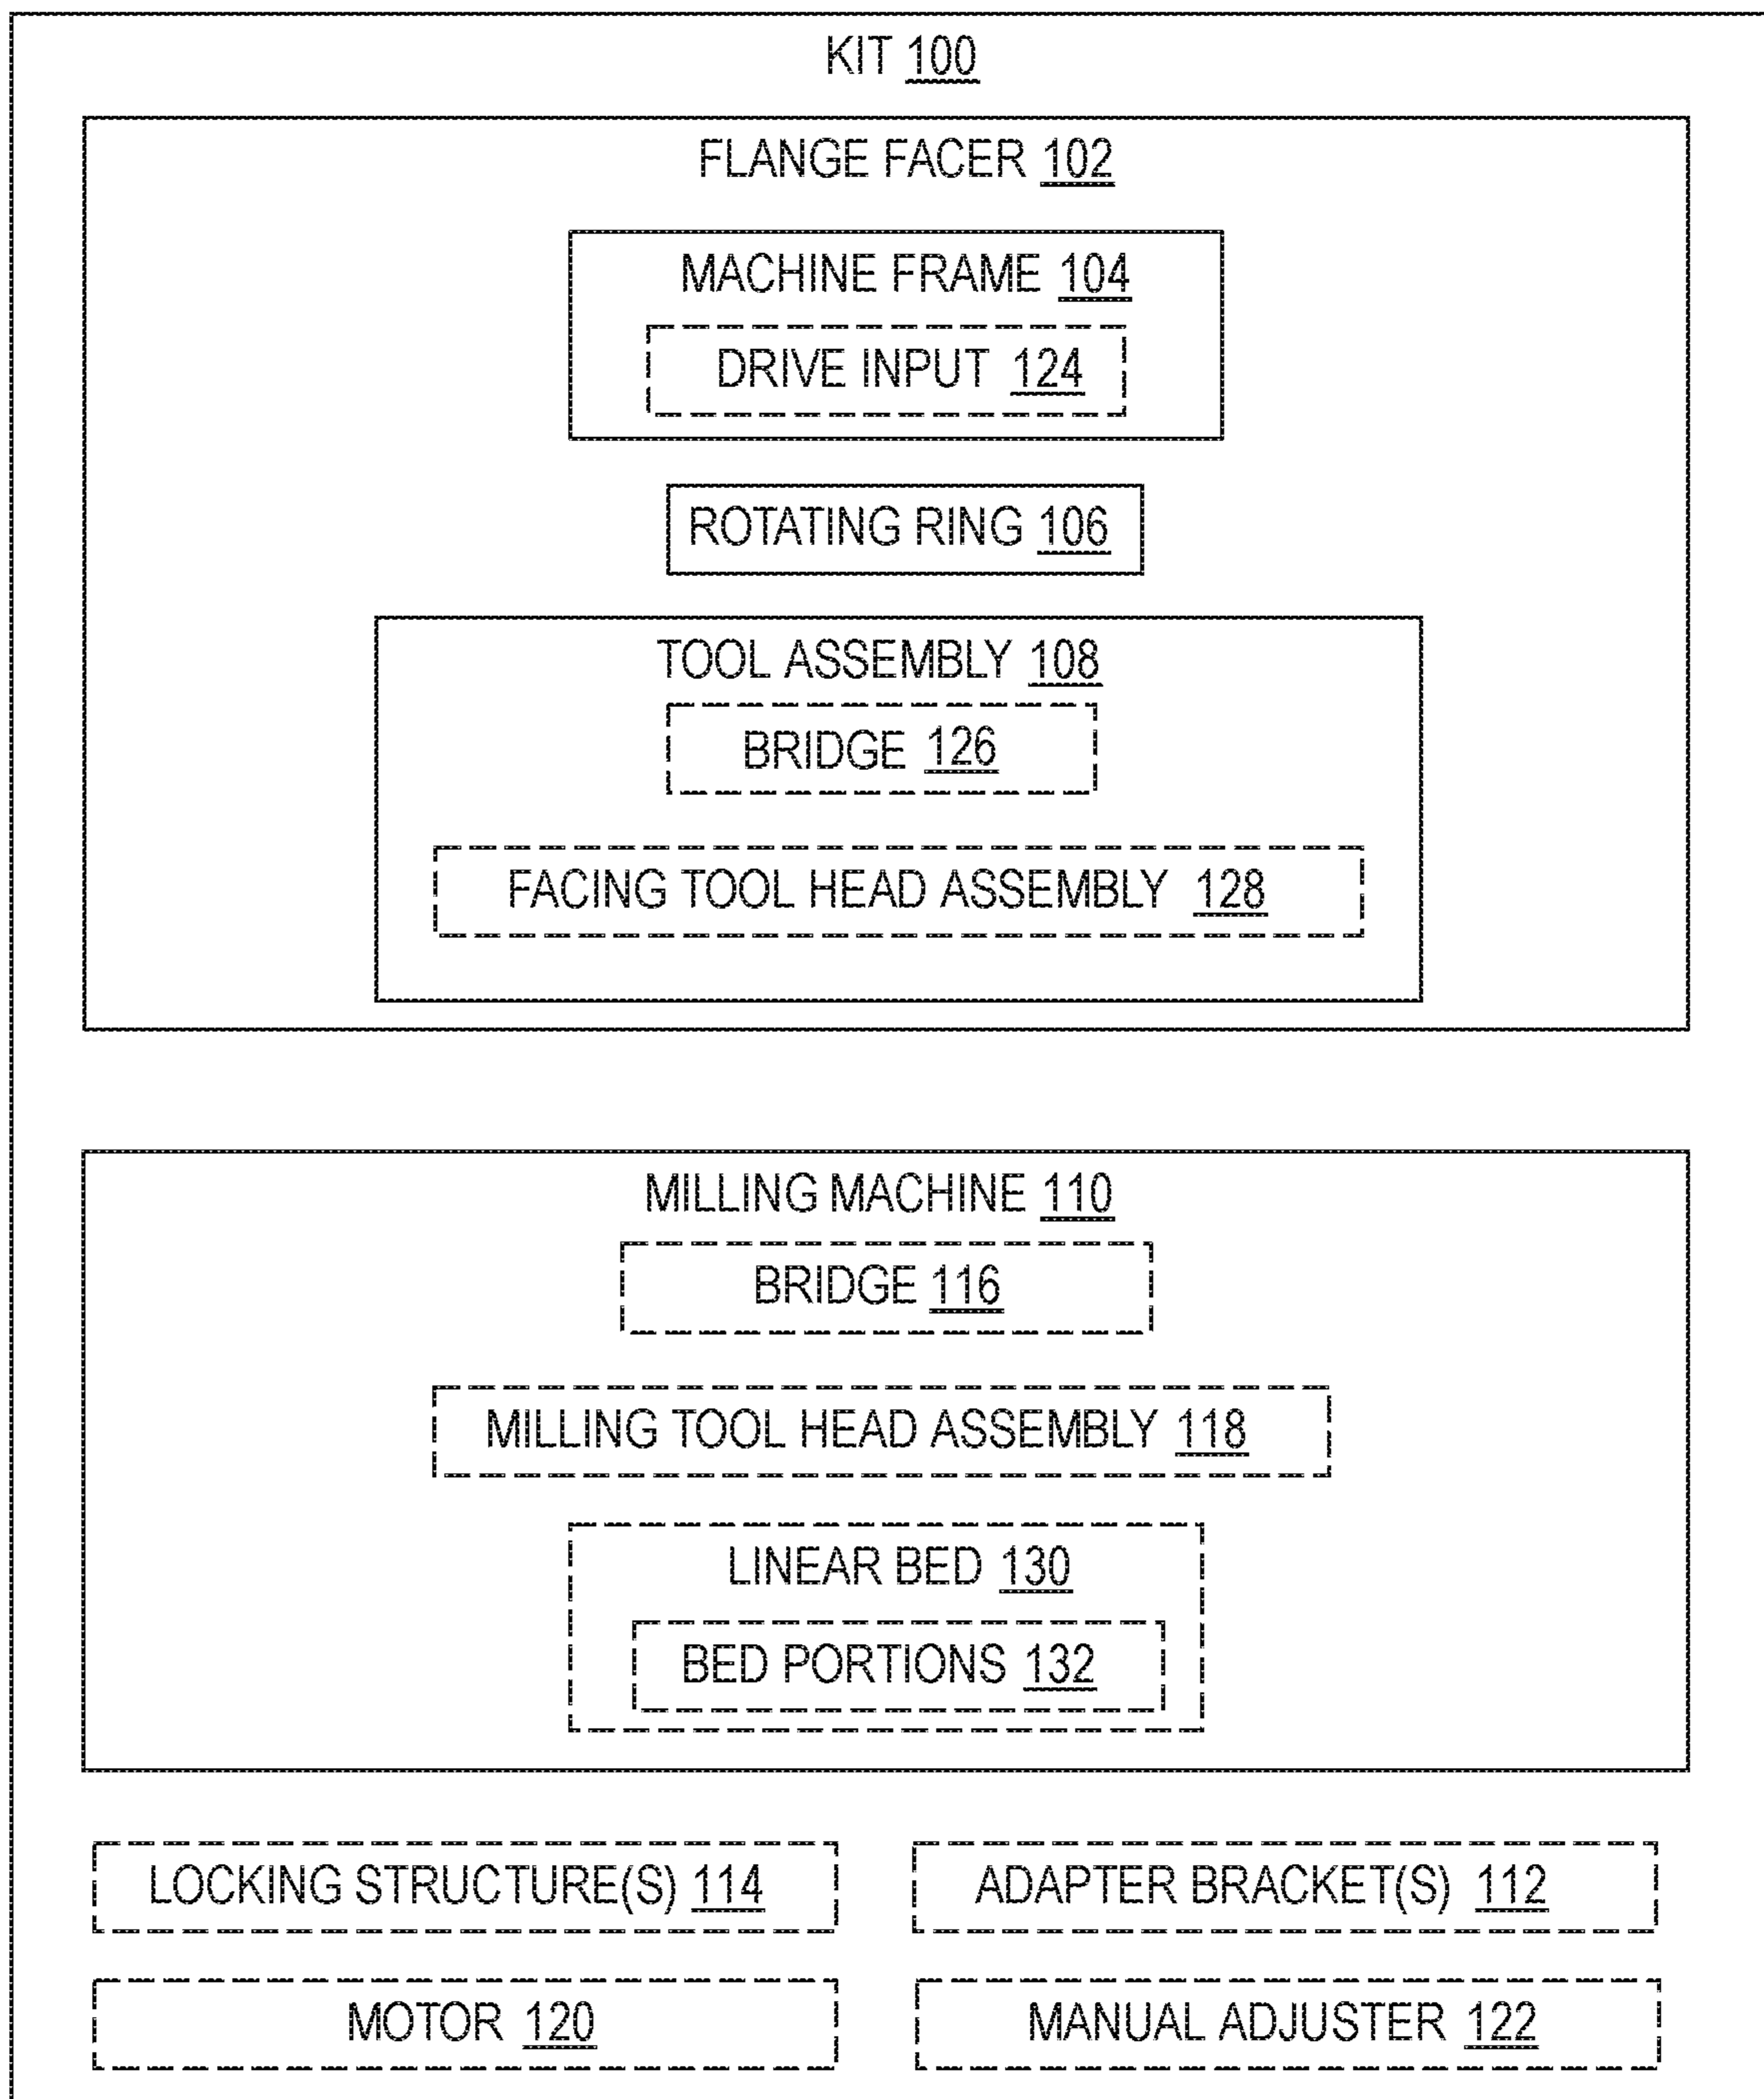 KIT 100
FLANGE FACER 102
MACHINE FRAME 104
DRIVE INPUT 124
ROTATING RING 106
TOOL ASSEMBLY 108
BRIDGE 126
FACING TOOL HEAD ASSEMBLY 128
MILLING MACHINE 110
BRIDGE 116
MILLING TOOL HEAD ASSEMBLY 118
LINEAR BED 130
BED PORTIONS 132
LOCKING STRUCTURE(S) 114
ADAPTER BRACKET(S) 112
MOTOR 120
MANUAL ADJUSTER 122